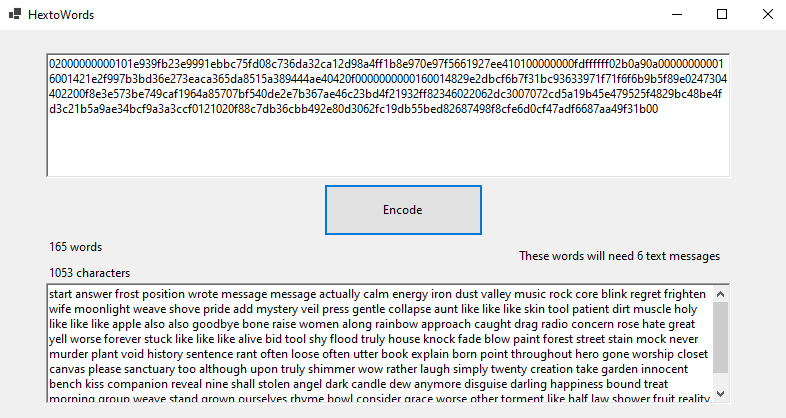 HextoWords
02000000000101e939fb23e9991ebbc75fd08c736da32ca12d98a4ff1b8e970e97f5661927ee410100000000fdffffff02b0a90a00000000001
6001421e2f997b3bd36e273eaca365da8515a389444ae40420f0000000000160014829e2dbcf6b7f31bc93633971f71f6f6b9b5f89e0247304
402200f8e3e573be749caf1964a85707bf540de2e7b367ae46c23bd4f21932ff82346022062dc3007072cd5a19b45e479525f4829bc48be4f
d3c21b5a9ae34bcf9a3a3ccf0121020f88c7db36cbb492e80d3062fc19db55bed82687498f8cfe6d0cf47adf6687aa49f31b00
Encode
165 words
These words will need 6 text messages
1053 characters
start answer frost position wrote message message actually calm energy iron dust valley music rock core blink regret frighten
wife moonlight weave shove pride add mystery veil press gentle collapse aunt like like like skin tool patient dirt muscle holy
like like like apple also also goodbye bone raise women along rainbow approach caught drag radio concern rose hate great
yell worse forever stuck like like like alive bid tool shy flood truly house knock fade blow paint forest street stain mock never
murder plant void history sentence rant often loose often utter book explain born point throughout hero gone worship closet
canvas please sanctuary too although upon truly shimmer wow rather laugh simply twenty creation take garden innocent
bench kiss companion reveal nine shall stolen angel dark candle dew anymore disguise darling happiness bound treat
morning group weave stand grown ourselves rhyme bowl consider grace worse other torment like half law shower fruit reality